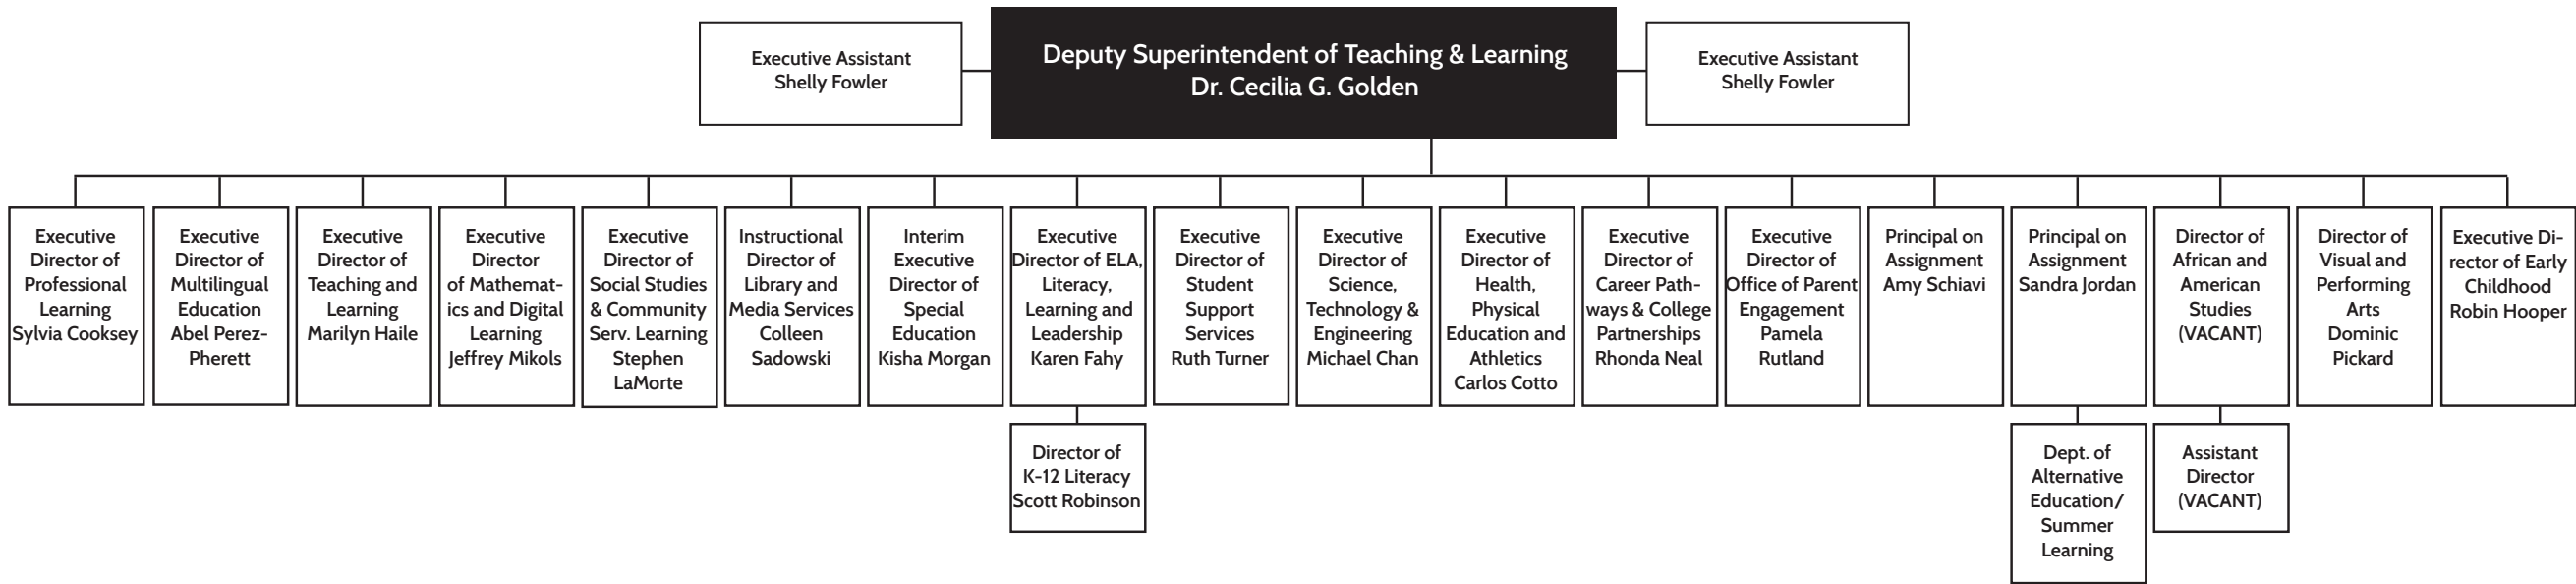 Executive Assistant
Shelly Fowler
Deputy Superintendent of Teaching & Learning
Dr. Cecilia G. Golden
Executive Assistant
Shelly Fowler
Executive
Director of
Professional
Learning
Sylvia Cooksey
Executive
Director of
Multilingual
Education
Abel Perez-
Pherett
Executive
Director of
Teaching and
Learning
Marilyn Haile
Executive
Director
of Mathemat-
ics and Digital
Learning
Jeffrey Mikols
Executive
Director of
Social Studies
& Community
Serv. Learning
Stephen
LaMorte
Instructional
Director of
Library and
Media Services
Colleen
Sadowski
Interim
Executive
Director of
Special
Education
Kisha Morgan
Executive
Director of ELA,
Literacy,
Learning and
Leadership
Karen Fahy
Executive
Director of
Student
Support
Services
Ruth Turner
Executive
Director of
Science,
Technology &
Engineering
Michael Chan
Executive
Director of
Health,
Physical
Education and
Athletics
Carlos Cotto
Executive
Director of
Career Path-
ways & College
Partnerships
Rhonda Neal
Executive
Director of
Office of Parent
Engagement
Pamela
Rutland
Principal on
Assignment
Amy Schiavi
Principal on
Assignment
Sandra Jordan
Director of
African and
American
Studies
(VACANT)
Director of
Visual and
Performing
Arts
Dominic
Pickard
Executive Di-
rector of Early
Childhood
Robin Hooper
Director of
K-12 Literacy
Scott Robinson
Dept. of
Alternative
Education/
Summer
Learning
Assistant
Director
(VACANT)